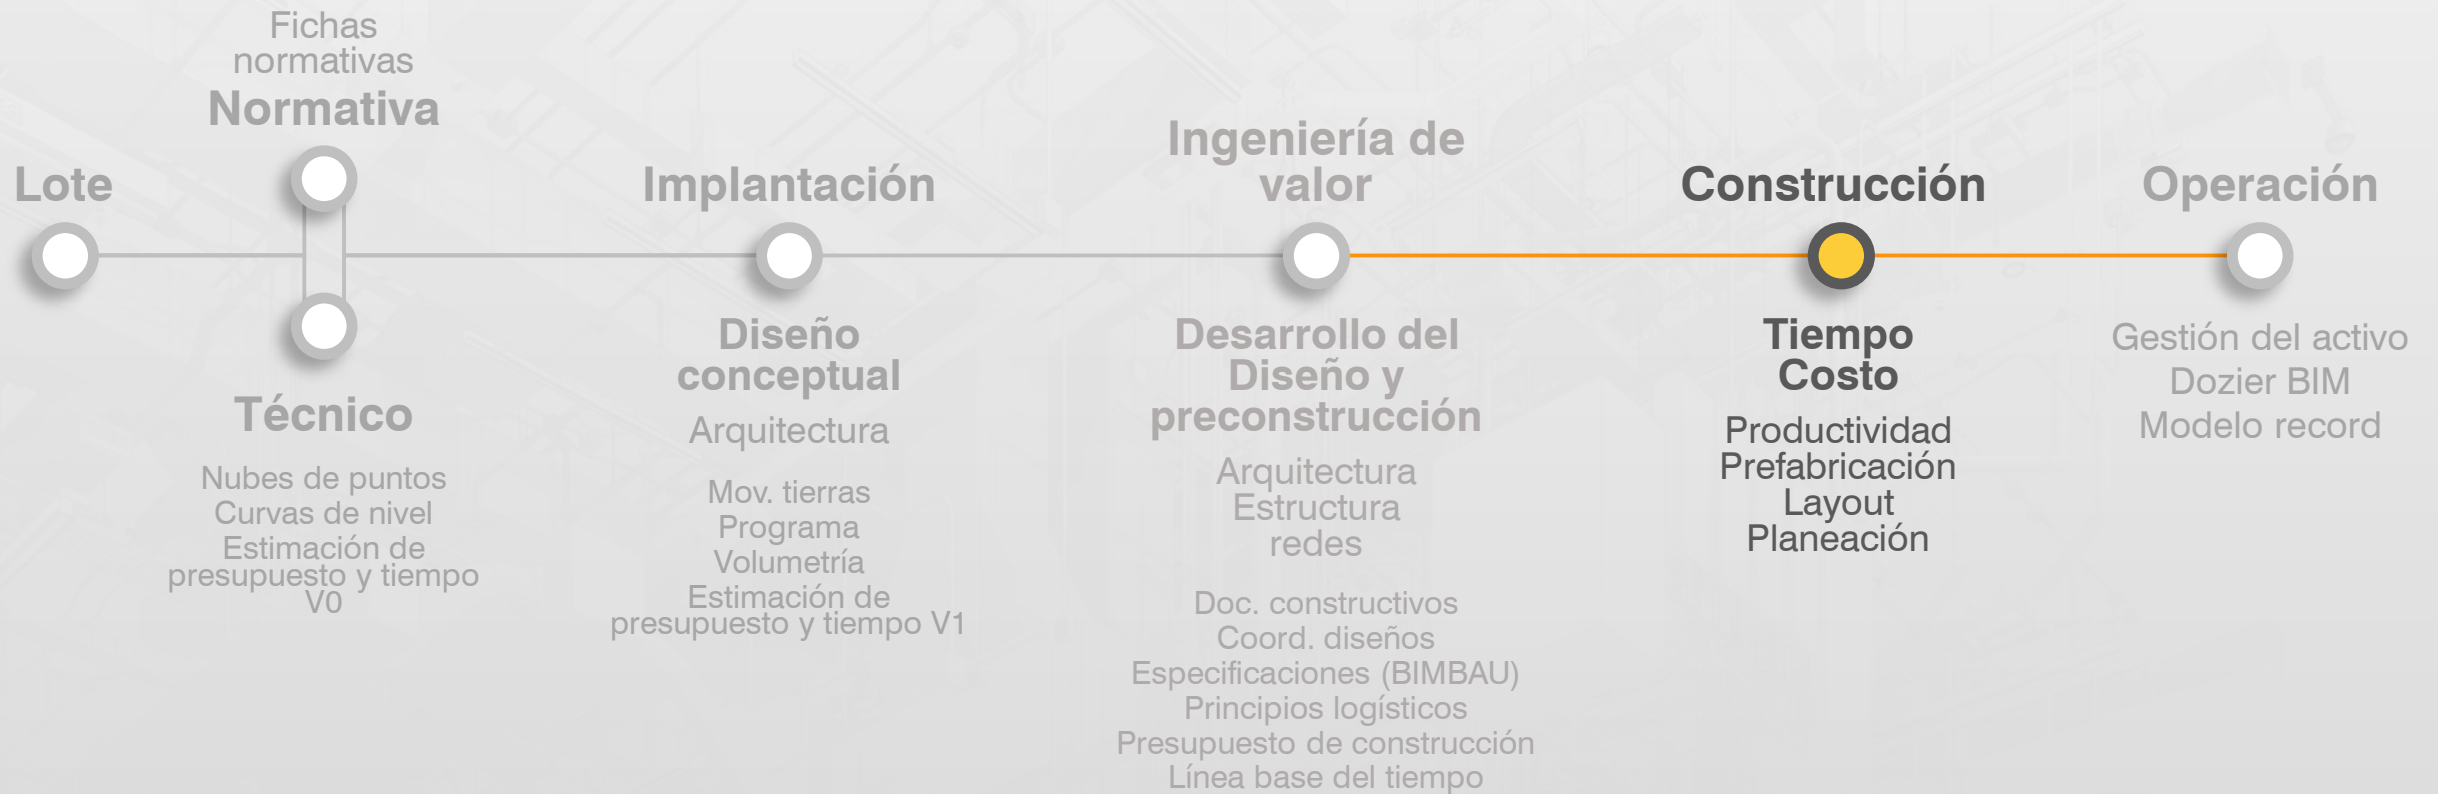 Lote
Fichas
normativas
Normativa
Técnico
Nubes de puntos
Curvas de nivel
Estimación de
presupuesto y tiempo
V0
Implantación
Diseño
conceptual
Arquitectura
Mov. tierras
Programa
Volumetría
Estimación de
presupuesto y tiempo V1
Ingeniería de
valor
Desarrollo del
Diseño y
preconstrucción
Arquitectura
Estructura
redes
Doc. constructivos
Coord. diseños
Especificaciones (BIMBAU)
Principios logísticos
Presupuesto de construcción
Línea base del tiempo
Construcción
Tiempo
Costo
Productividad
Prefabricación
Layout
Planeación
Operación
Gestión del activo
Dozier BIM
Modelo record